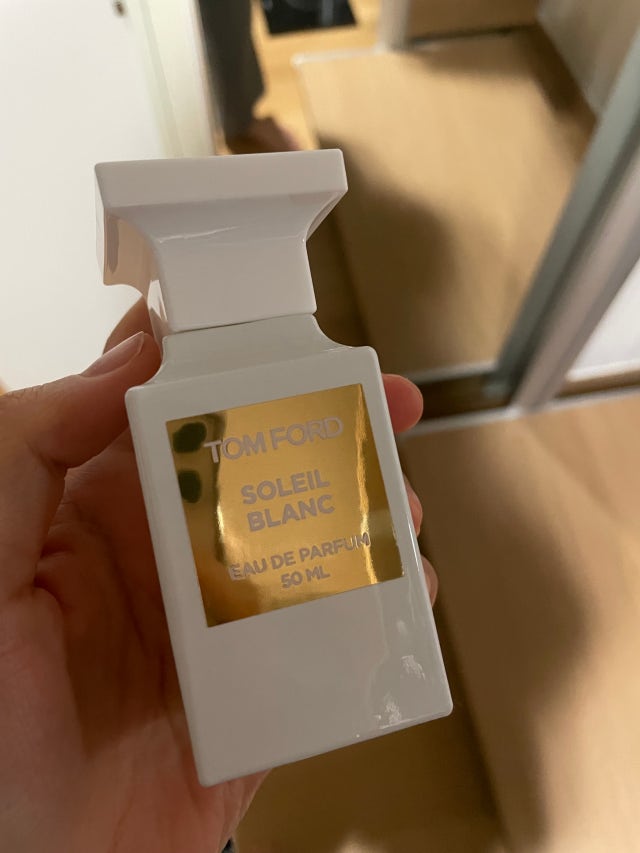 TOM FORD
SOLEIL
BLANC
EAU DE PARFUM
50 ML